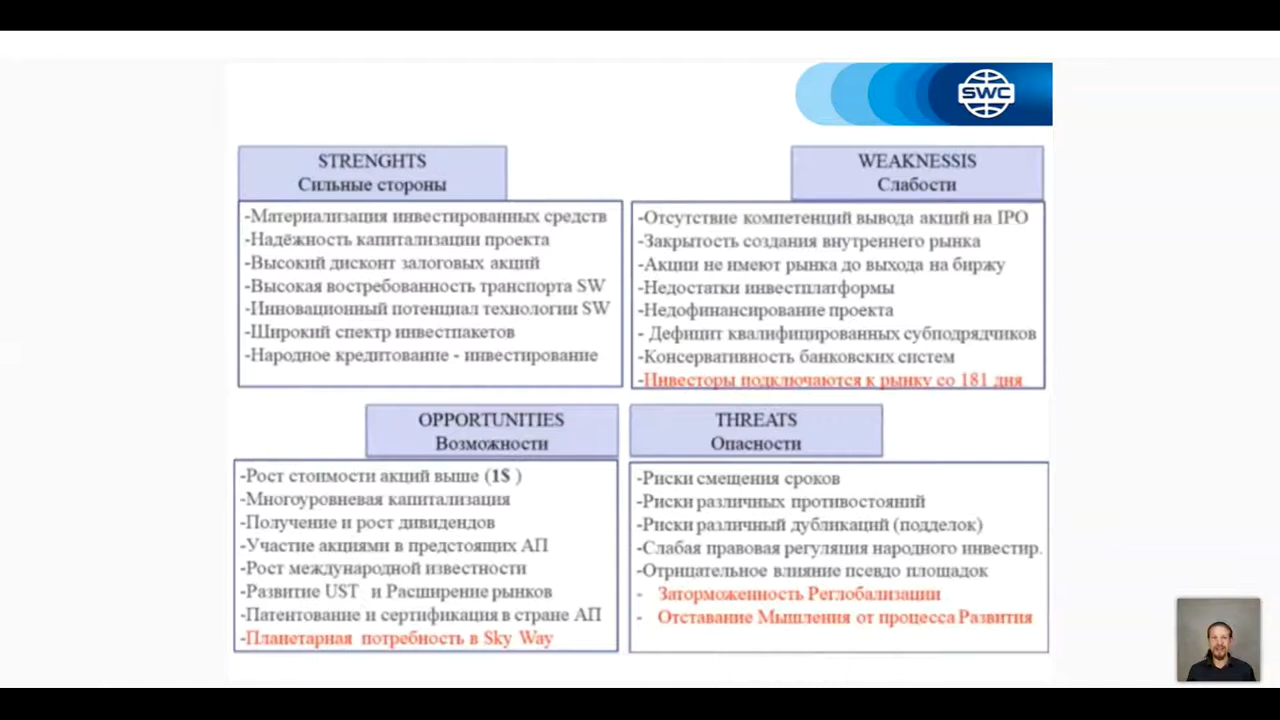 SWC
STRENGHTS
Сильные стороны
-Материализация инвестированных средств
-Надёжность капитализации проекта
-Высокий дисконт залоговых акций
-Высокая востребованность транспорта SW
-Инновационный потенциал технологии SW
-Широкий спектр инвестпакетов
-Народное кредитование - инвестирование
WEAKNESSIS
Слабости
-Отсутствие компетенций вывода акций на IPO
-Закрытость создания внутреннего рынка
-Акции не имеют рынка до выхода на биржу
-Недостатки инвестплатформы
-Недофинансирование проекта
- Дефицит квалифицированных субподрядчиков
-Консервативность банковских систем
-Инвесторы подключаются к рынку со 181 дня
OPPORTUNITIES
Возможности
-Рост стоимости акций выше (1$ )
-Многоуровневая капитализация
-Получение и рост дивидендов
-Участие акциями в предстоящих АП
-Рост международной известности
-Развитие UST и Расширение рынков
-Патентование и сертификация в стране АП
-Планетарная потребность в Sky Way
THREATS
Опасности
-Риски смещения сроков
-Риски различных противостояний
-Риски различный дубликаций (подделок)
-Слабая правовая регуляция народного инвестир.
-Отрицательное влияние псевдо площадок
- Заторможенность Реглобализации
- Отставание Мышления от процесса Развития